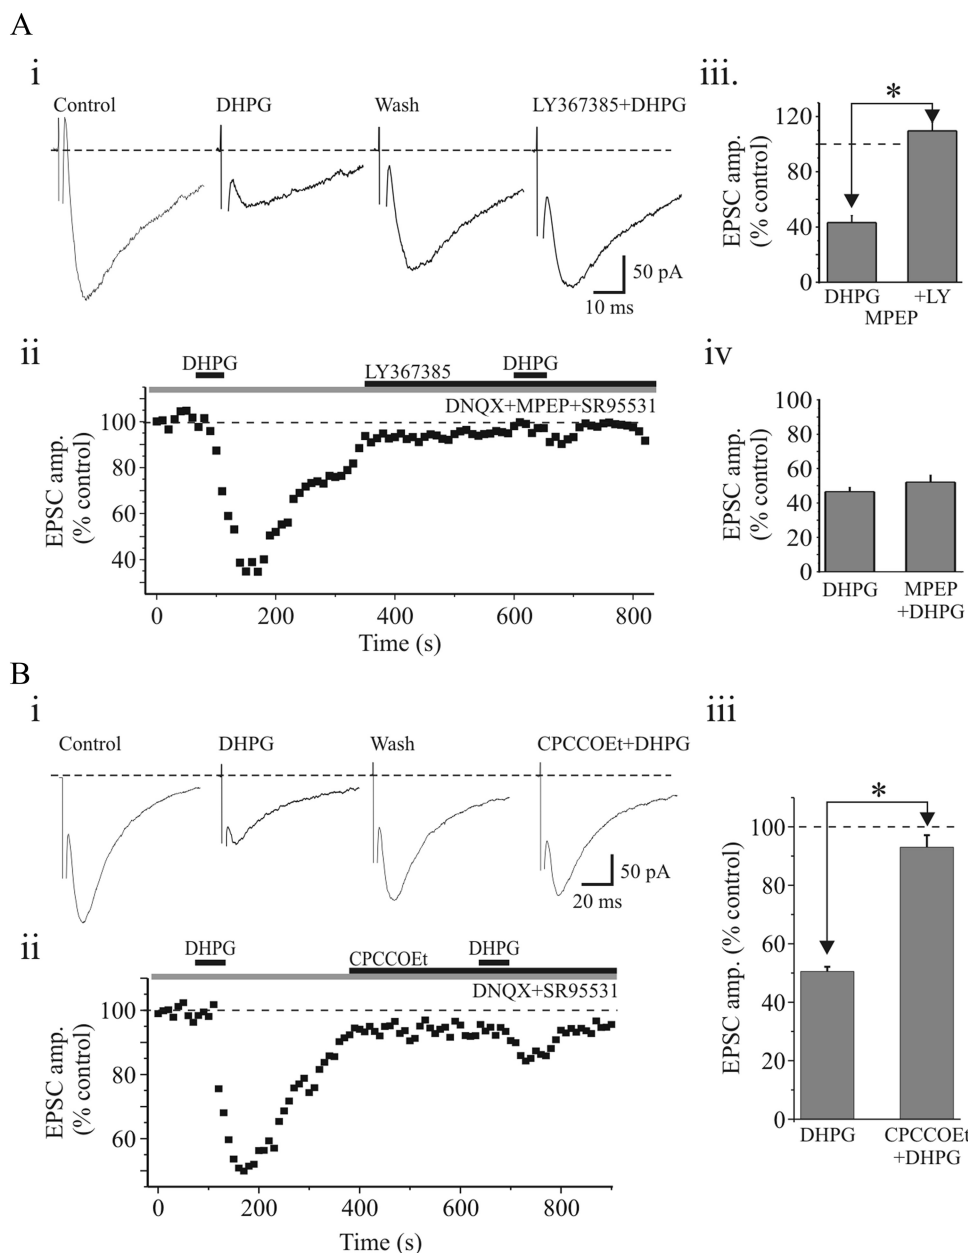 A
i
Control
DHPG
Wash
LY367385+DHPG
50 pA
10 ms
iii.
*
EPSC amp.
(% control)
120
100
80
40
0
DHPG
+LY
MPEP
ii
DHPG
LY367385
DHPG
DNQX+MPEP+SR95531
EPSC amp.
(% control)
100
80
60
40
0
200
400
600
800
Time (s)
iv
EPSC amp.
(% control)
100
80
60
40
20
0
DHPG
MPEP
+DHPG
B
i
Control
DHPG
Wash
CPCCOEt+DHPG
50 pA
20 ms
ii
DHPG
CPCCOEt
DHPG
DNQX+SR95531
EPSC amp.
(% control)
100
80
60
0
200
400
600
800
Time (s)
iii
*
EPSC amp. (% control)
100
80
60
40
20
0
DHPG
CPCCOEt
+DHPG